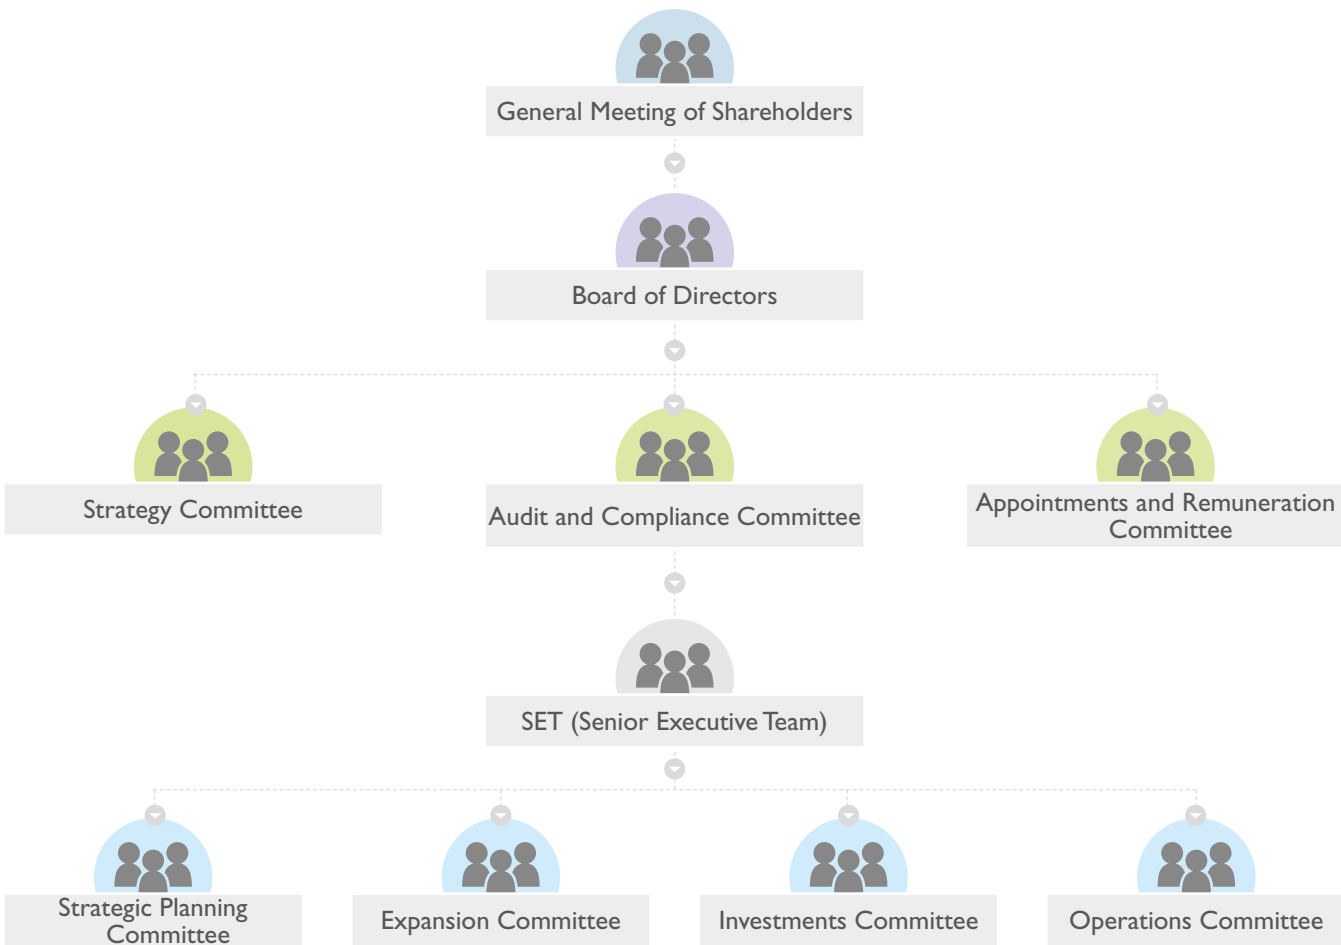 General Meeting of Shareholders
Board of Directors
Strategy Committee
Audit and Compliance Committee
Appointments and Remuneration
Committee
SET (Senior Executive Team)
Strategic Planning
Committee
Expansion Committee
Investments Committee
Operations Committee